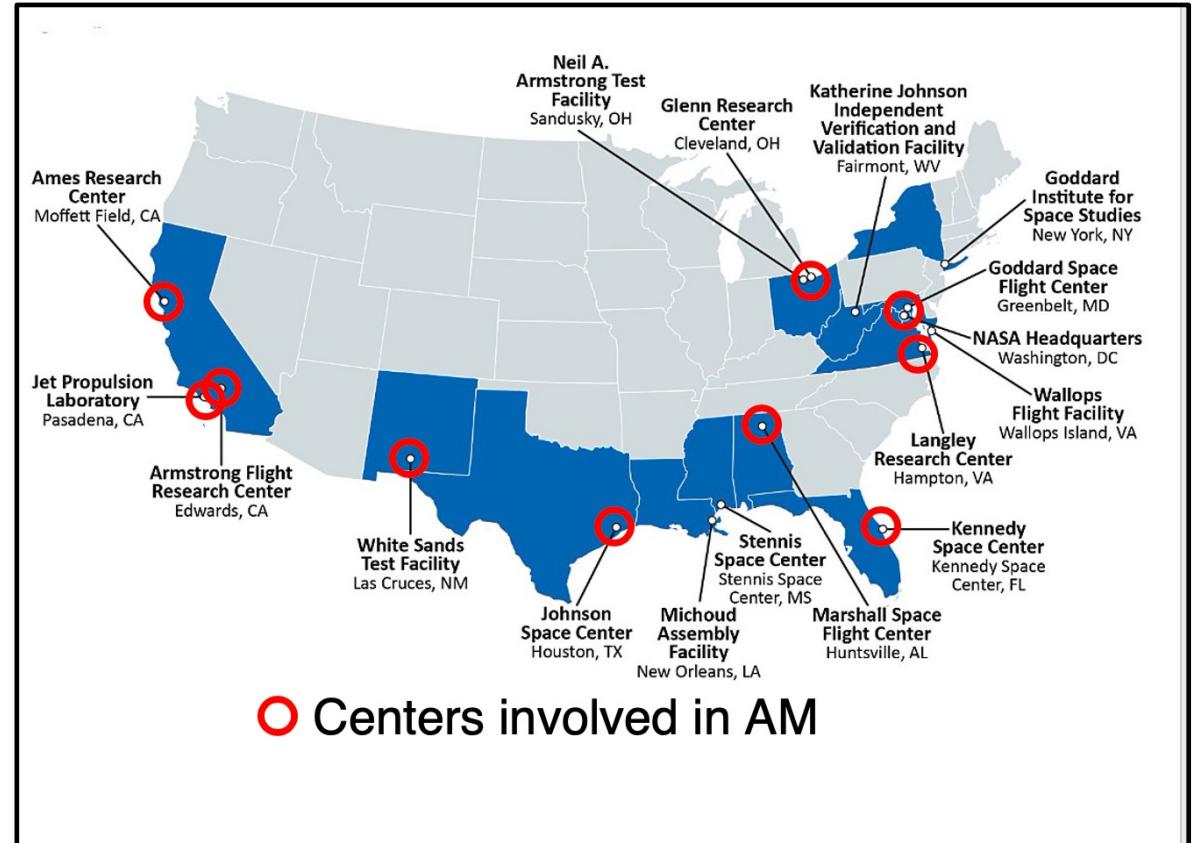 Neil A.
Armstrong Test
Facility
Sandusky, OH
Glenn Research
Center
Cleveland, OH
Katherine Johnson
Independent
Verification and
Validation Facility
Fairmont, WV
Ames Research
Center
Moffett Field, CA
Goddard
Institute for
Space Studies
New York, NY
Goddard Space
Flight Center
Greenbelt, MD
NASA Headquarters
Washington, DC
Jet Propulsion
Laboratory
Pasadena, CA
Wallops
Flight Facility
Wallops Island, VA
Langley
Research Center
Hampton, VA
Armstrong Flight
Research Center
Edwards, CA
White Sands
Test Facility
Las Cruces, NM
Johnson
Space Center
Houston, TX
Michoud
Assembly
Facility
New Orleans, LA
Stennis
Space Center
Stennis Space
Center, MS
Marshall Space
Flight Center
Huntsville, AL
Kennedy
Space Center
Kennedy Space
Center, FL
Centers involved in AM